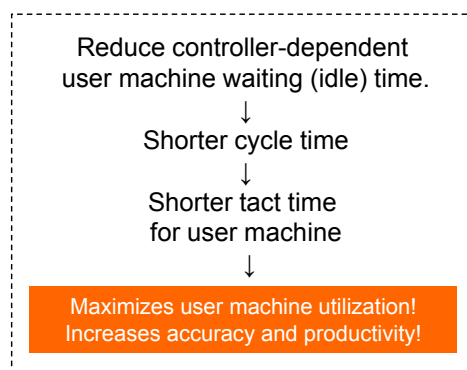 Reduce controller-dependent
user machine waiting (idle) time.
↓
Shorter cycle time
↓
Shorter tact time
for user machine
↓
Maximizes user machine utilization!
Increases accuracy and productivity!